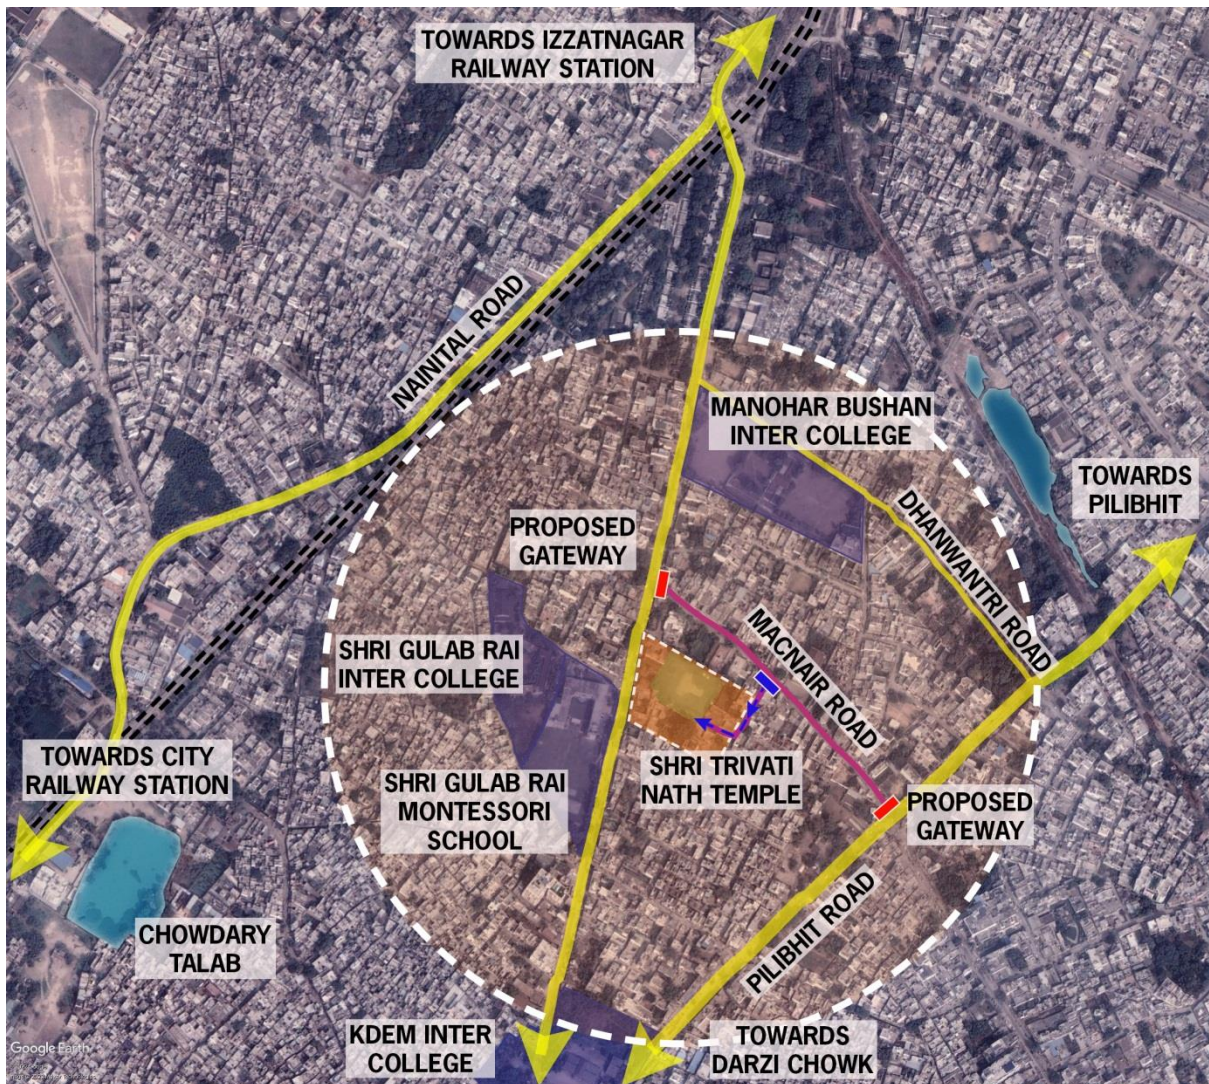 TOWARDS IZZATNAGAR
RAILWAY STATION
NAINITAL ROAD
MANOHAR BUSHAN
INTER COLLEGE
TOWARDS
PILIBHIT
PROPOSED
GATEWAY
DHANWANTRI ROAD
MACNAIR ROAD
SHRI GULAB RAI
INTER COLLEGE
TOWARDS CITY
RAILWAY STATION
SHRI GULAB RAI
MONTESSORI
SCHOOL
SHRI TRIVATI
NATH TEMPLE
PROPOSED
GATEWAY
PILIBHIT ROAD
CHOWDARY
TALAB
KDEM INTER
COLLEGE
TOWARDS
DARZI CHOWK
Google Earth